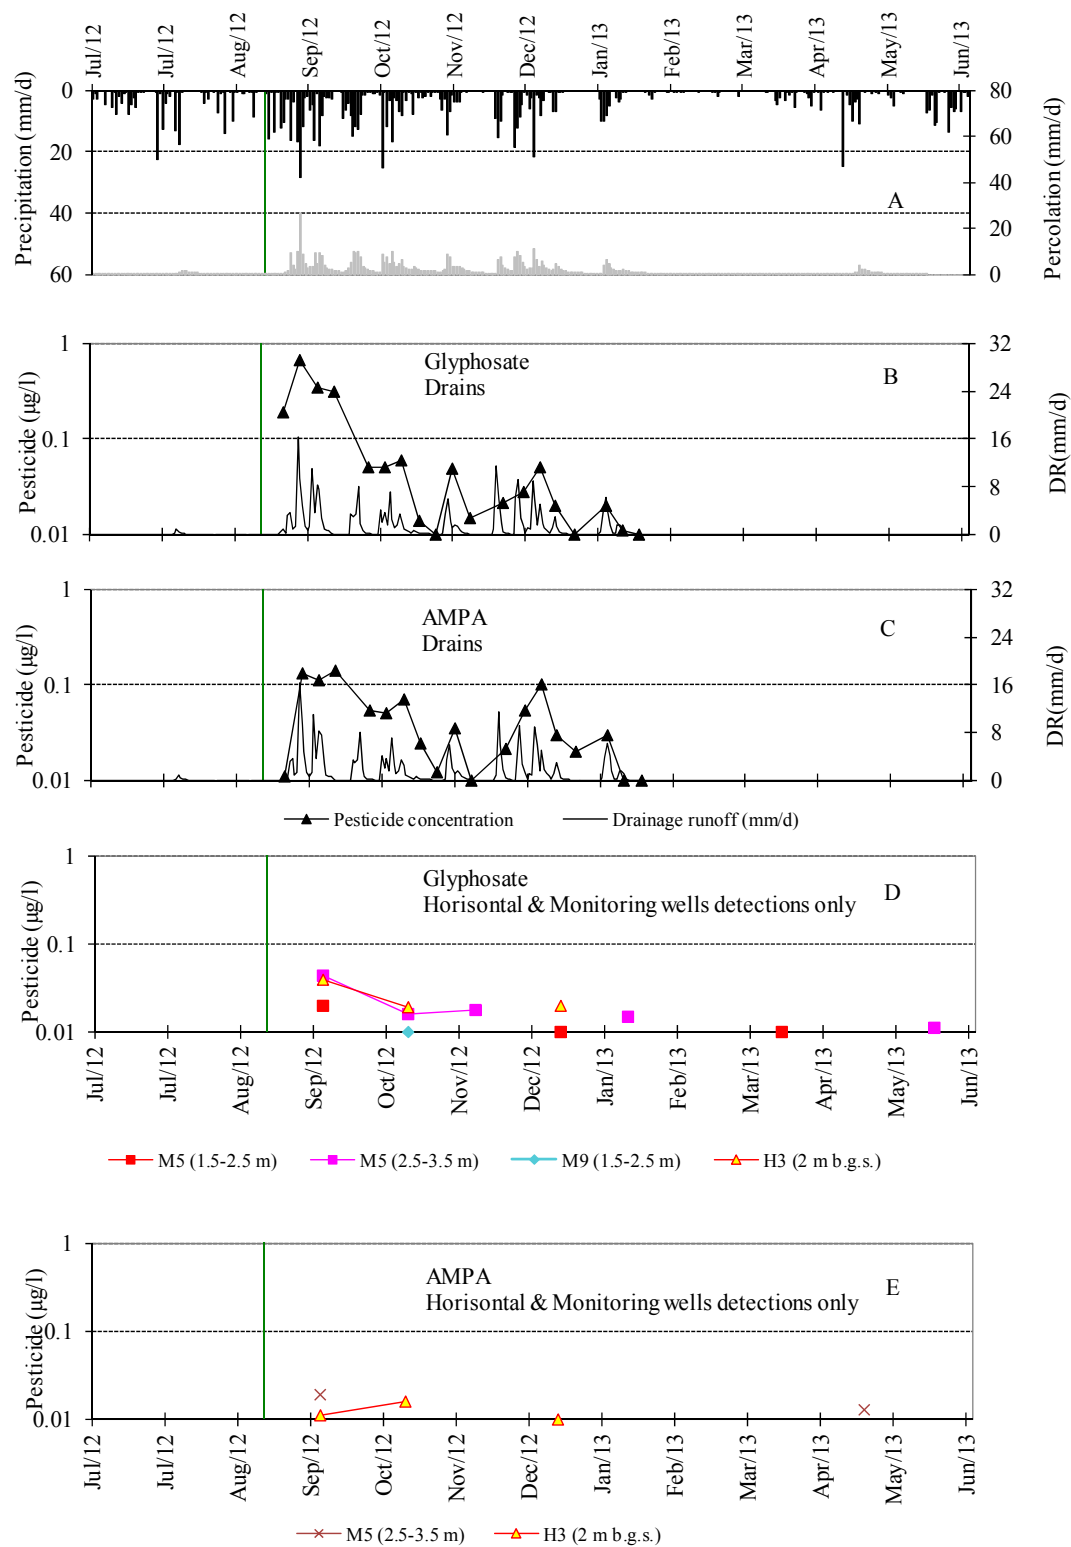 Jul/12 Jul/12 Aug/12 Sep/12 Oct/12 Nov/12 Dec/12 Jan/13 Feb/13 Mar/13 Apr/13 May/13 Jun/13
Precipitation (mm/d)
0
20
40
60
A
80
60
40
20
0
Percolation (mm/d)
Pesticide (µg/l)
1
0.1
0.01
Glyphosate
Drains
B
32
24
16
8
0
DR(mm/d)
Pesticide (µg/l)
1
0.1
0.01
AMPA
Drains
C
32
24
16
8
0
DR(mm/d)
Pesticide concentration Drainage runoff (mm/d)
Pesticide (µg/l)
1
0.1
0.01
Glyphosate
Horisontal & Monitoring wells detections only
D
Jul/12 Jul/12 Aug/12 Sep/12 Oct/12 Nov/12 Dec/12 Jan/13 Feb/13 Mar/13 Apr/13 May/13 Jun/13
M5 (1.5-2.5 m) M5 (2.5-3.5 m) M9 (1.5-2.5 m) H3 (2 m b.g.s.)
Pesticide (µg/l)
1
0.1
0.01
AMPA
Horisontal & Monitoring wells detections only
E
Jul/12 Jul/12 Aug/12 Sep/12 Oct/12 Nov/12 Dec/12 Jan/13 Feb/13 Mar/13 Apr/13 May/13 Jun/13
M5 (2.5-3.5 m) H3 (2 m b.g.s.)